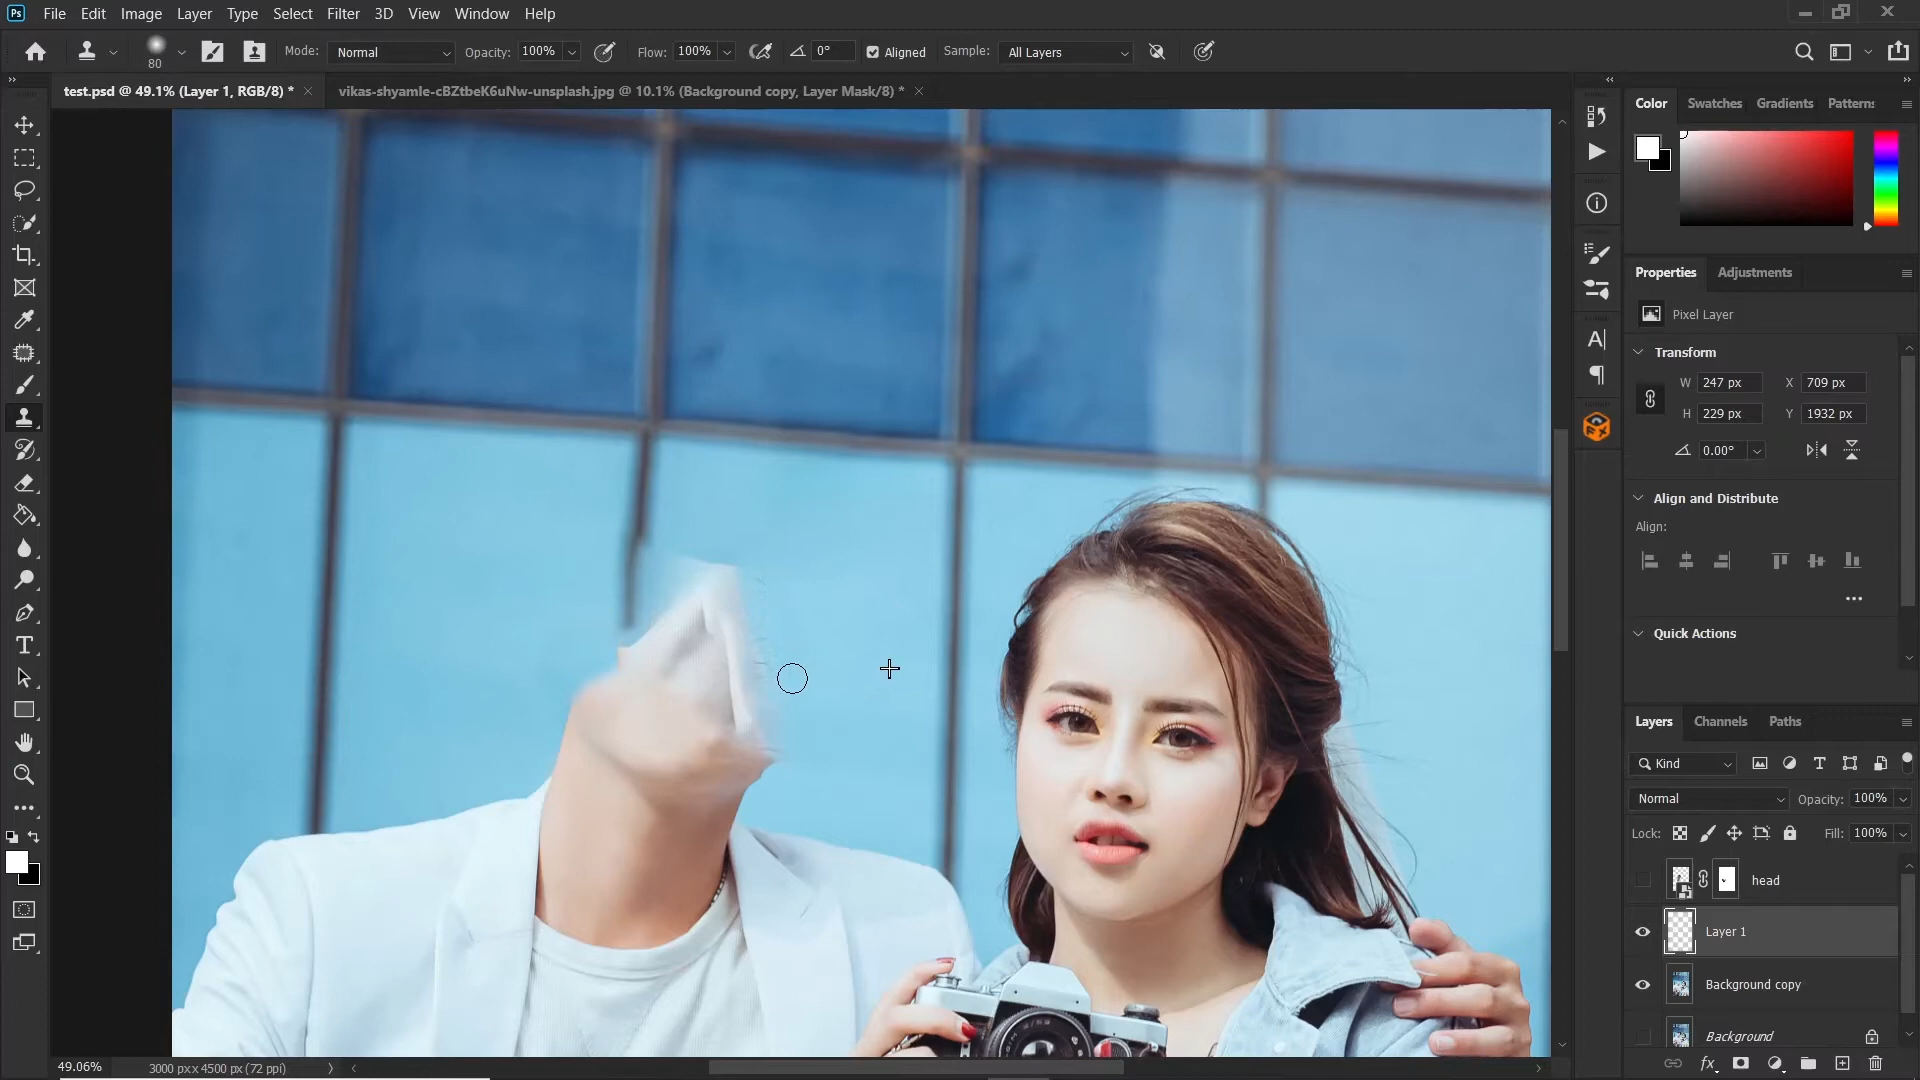 Ps File Edit Image Layer Type Select Filter 3D View Window Help
80 Mode: Normal Opacity: 100% Flow: 100% 0° Aligned Sample: All Layers
test.psd @ 49.1% (Layer 1, RGB/8) * × vikas-shyamle-cBZtbeK6uNw-unsplash.jpg @ 10.1% (Background copy, Layer Mask/8) * ×
Color Swatches Gradients Patterns
Properties Adjustments
Pixel Layer
Transform
W 247 px X 709 px
H 229 px Y 1932 px
0.00°
Align and Distribute
Align:
Quick Actions
Layers Channels Paths
Kind
Normal Opacity: 100%
Lock: Fill: 100%
head
Layer 1
Background copy
Background
fx
49.06% 3000 px x 4500 px (72 ppi)